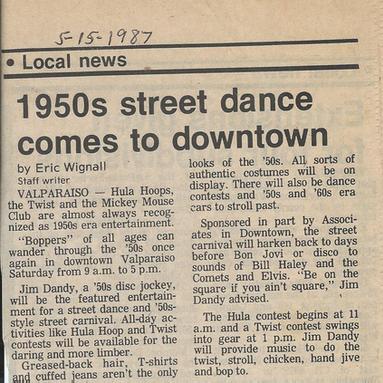 5-15-1987
• Local news
1950s street dance
comes to downtown
by Eric Wignall
Staff writer
VALPARAISO — Hula Hoops,
the Twist and the Mickey Mouse
Club are almost always recog-
nized as 1950s era entertainment.
"Boppers" of all ages can
wander through the '50s once
again in downtown Valparaiso
Saturday from 9 a.m. to 5 p.m.
Jim Dandy, a '50s disc jockey,
will be the featured entertain-
ment for a street dance and '50s-
style street carnival. All-day ac-
tivities like Hula Hoop and Twist
contests will be available for the
daring and more limber.
Greased-back hair, T-shirts
and cuffed jeans aren't the only
looks of the '50s. All sorts of
authentic costumes will be on
display. There will also be dance
contests and '50s and '60s era
cars to stroll past.
Sponsored in part by Associ-
ates in Downtown, the street
carnival will harken back to days
before Bon Jovi or disco to
sounds of Bill Haley and the
Comets and Elvis. "Be on the
square if you ain't square," Jim
Dandy advised.
The Hula contest begins at 11
a.m. and a Twist contest swings
into gear at 1 p.m. Jim Dandy
will provide music to do the
twist, stroll, chicken, hand jive
and bop to.